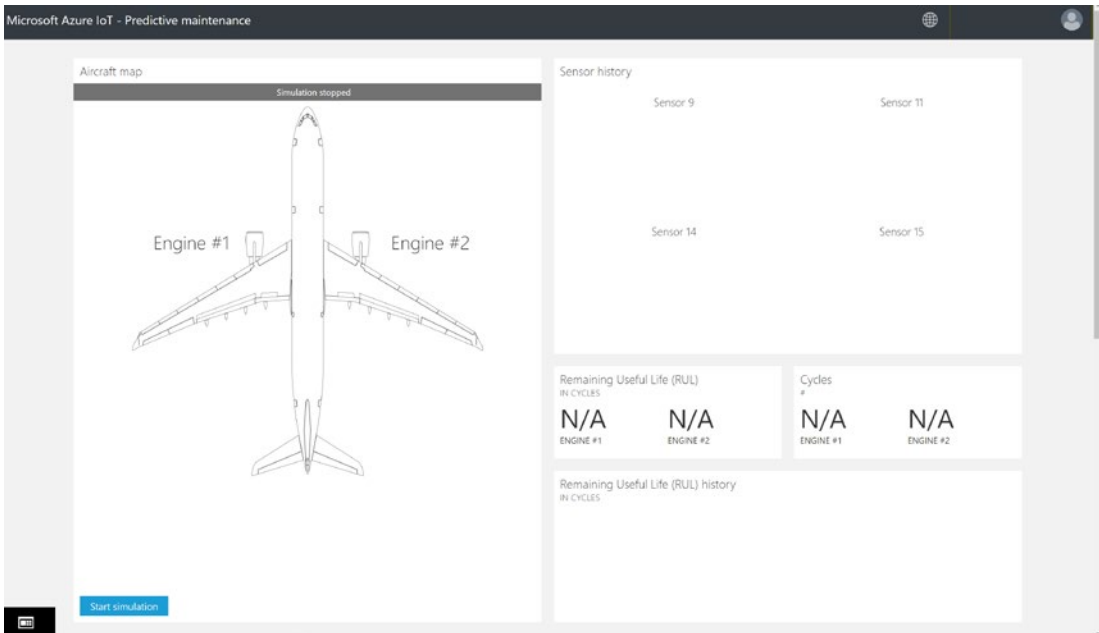 Microsoft Azure IoT - Predictive maintenance
Aircraft map
Simulation stopped
Engine #1
Engine #2
Start simulation
Sensor history
Sensor 9
Sensor 11
Sensor 14
Sensor 15
Remaining Useful Life (RUL)
IN CYCLES
N/A N/A
ENGINE #1 ENGINE #2
Cycles
#
N/A N/A
ENGINE #1 ENGINE #2
Remaining Useful Life (RUL) history
IN CYCLES